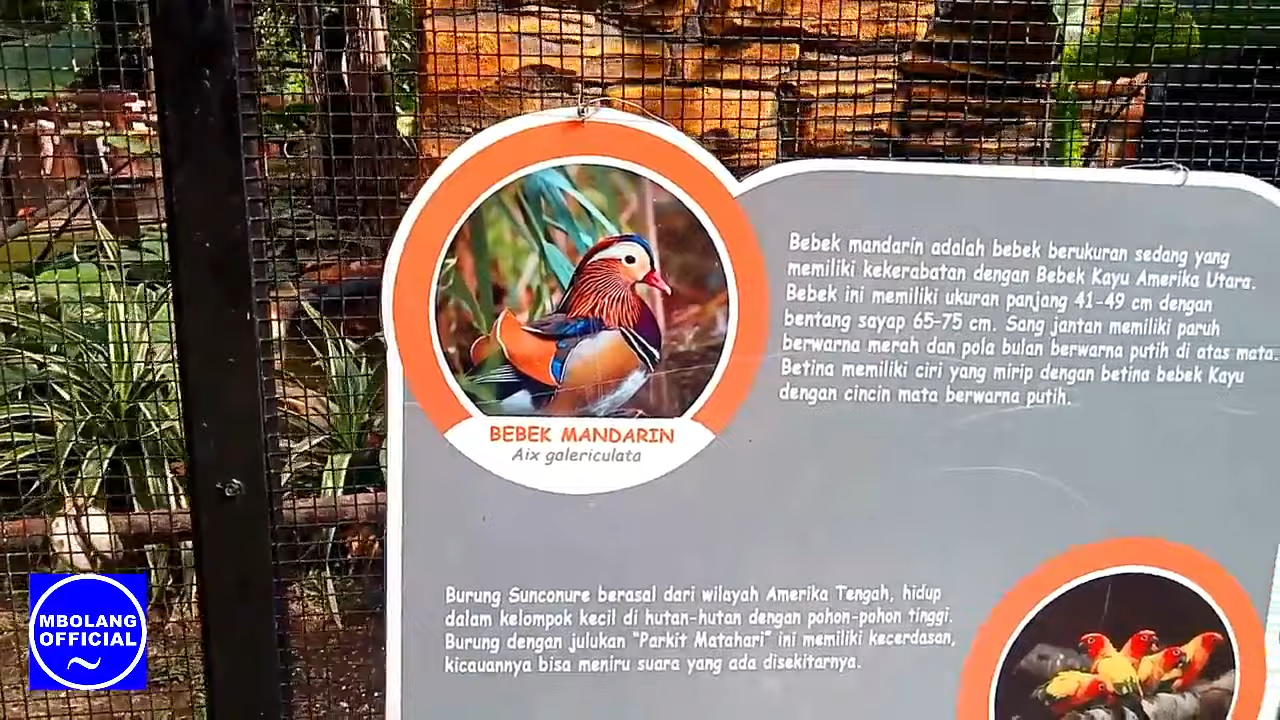 Bebek mandarin adalah bebek berukuran sedang yang
memiliki kekerabatan dengan Bebek Kayu Amerika Utara.
Bebek ini memiliki ukuran panjang 41-49 cm dengan
bentang sayap 65-75 cm. Sang jantan memiliki paruh
berwarna merah dan pola bulan berwarna putih di atas mata.
Betina memiliki ciri yang mirip dengan betina bebek Kayu
dengan cincin mata berwarna putih.
BEBEK MANDARIN
Aix galericulata
Burung Sunconure berasal dari wilayah Amerika Tengah, hidup
dalam kelompok kecil di hutan-hutan dengan pohon-pohon tinggi.
Burung dengan julukan "Parkit Matahari" ini memiliki kecerdasan,
kicauannya bisa meniru suara yang ada disekitarnya.
MBOLANG
OFFICIAL